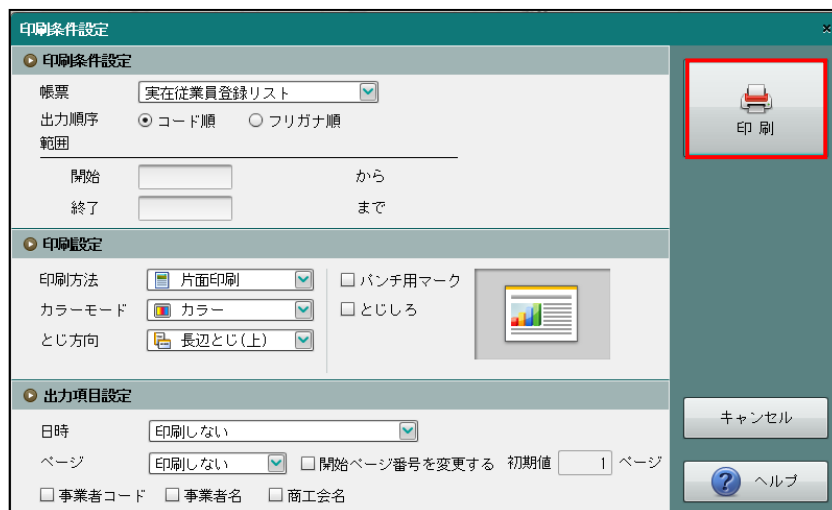 印刷条件設定
印刷条件設定
帳票 実在従業員登録リスト
出力順序 コード順 フリガナ順
範囲
開始 から
終了 まで
印刷設定
印刷方法 片面印刷 パンチ用マーク
カラーモード カラー とじしろ
とじ方向 長辺とじ(上)
出力項目設定
日時 印刷しない
ページ 印刷しない 開始ページ番号を変更する 初期値 1 ページ
事業者コード 事業者名 商工会名
印刷
キャンセル
ヘルプ